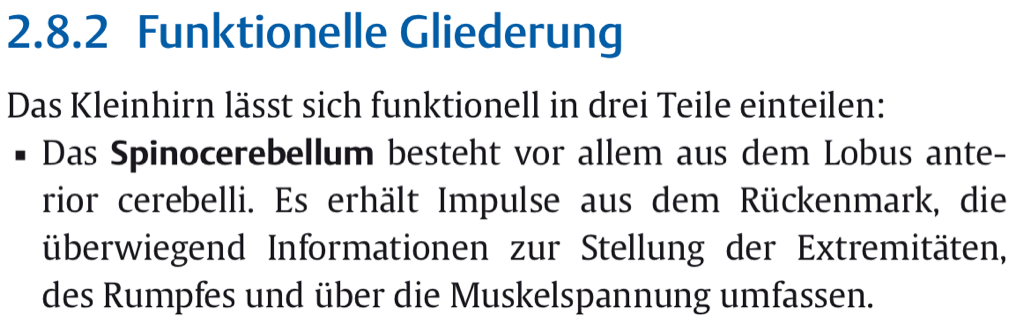 2.8.2 Funktionelle Gliederung
Das Kleinhirn lässt sich funktionell in drei Teile einteilen:
▪ Das Spinocerebellum besteht vor allem aus dem Lobus ante-
rior cerebelli. Es erhält Impulse aus dem Rückenmark, die
überwiegend Informationen zur Stellung der Extremitäten,
des Rumpfes und über die Muskelspannung umfassen.